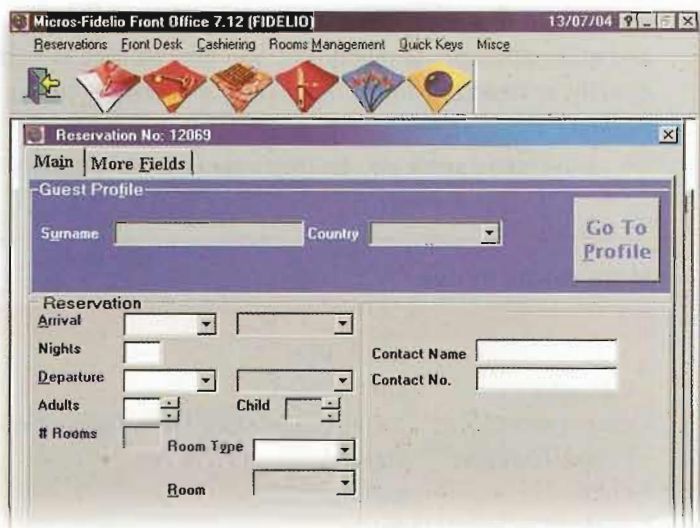 Micros-Fidelio Front Office 7.12 (FIDELIO) 13/07/04
Reservations Front Desk Cashiering Rooms Management Quick Keys Misce
Reservation No: 12069
Main More Fields
Guest Profile
Surname Country Go To Profile
Reservation
Arrival
Nights Contact Name
Departure Contact No.
Adults Child
# Rooms
Room Type
Room